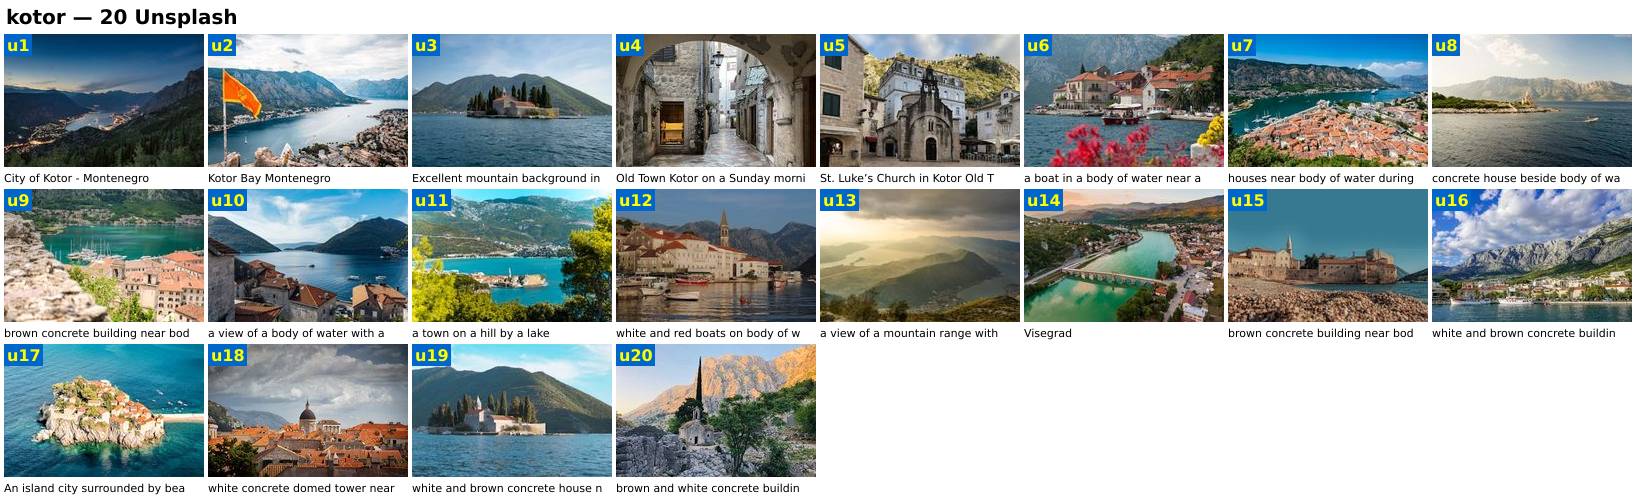 kotor — 20 Unsplash
u1
u2
u3
u4
u5
u6
u7
u8
City of Kotor - Montenegro
Kotor Bay Montenegro
Excellent mountain background in
Old Town Kotor on a Sunday morni
St. Luke’s Church in Kotor Old T
a boat in a body of water near a
houses near body of water during
concrete house beside body of wa
u9
u10
u11
u12
u13
u14
u15
u16
brown concrete building near bod
a view of a body of water with a
a town on a hill by a lake
white and red boats on body of w
a view of a mountain range with
Visegrad
brown concrete building near bod
white and brown concrete buildin
u17
u18
u19
u20
An island city surrounded by bea
white concrete domed tower near
white and brown concrete house n
brown and white concrete buildin